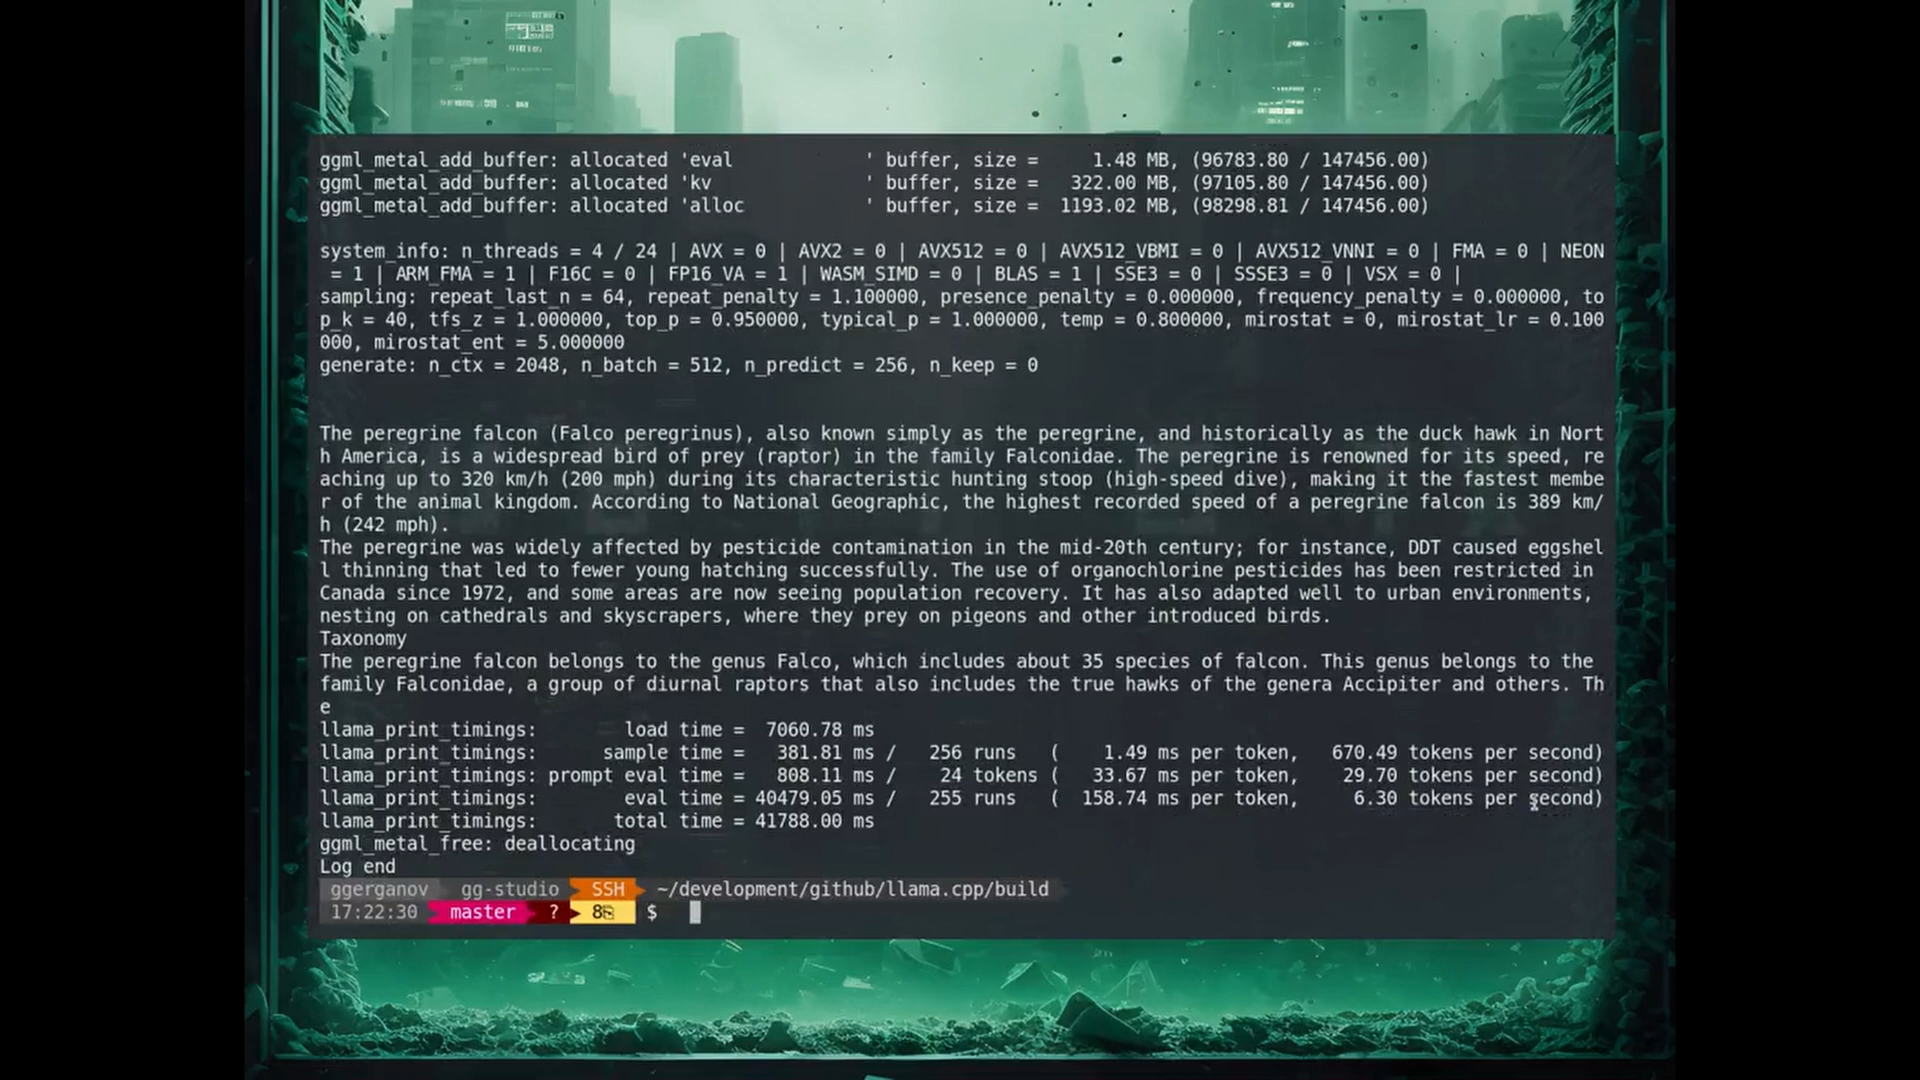 ggml_metal_add_buffer: allocated 'eval            ' buffer, size =     1.48 MB, (96783.80 / 147456.00)
ggml_metal_add_buffer: allocated 'kv              ' buffer, size =   322.00 MB, (97105.80 / 147456.00)
ggml_metal_add_buffer: allocated 'alloc           ' buffer, size =  1193.02 MB, (98298.81 / 147456.00)
system_info: n_threads = 4 / 24 | AVX = 0 | AVX2 = 0 | AVX512 = 0 | AVX512_VBMI = 0 | AVX512_VNNI = 0 | FMA = 0 | NEON
 = 1 | ARM_FMA = 1 | F16C = 0 | FP16_VA = 1 | WASM_SIMD = 0 | BLAS = 1 | SSE3 = 0 | SSSE3 = 0 | VSX = 0 |
sampling: repeat_last_n = 64, repeat_penalty = 1.100000, presence_penalty = 0.000000, frequency_penalty = 0.000000, to
p_k = 40, tfs_z = 1.000000, top_p = 0.950000, typical_p = 1.000000, temp = 0.800000, mirostat = 0, mirostat_lr = 0.100
000, mirostat_ent = 5.000000
generate: n_ctx = 2048, n_batch = 512, n_predict = 256, n_keep = 0
The peregrine falcon (Falco peregrinus), also known simply as the peregrine, and historically as the duck hawk in Nort
h America, is a widespread bird of prey (raptor) in the family Falconidae. The peregrine is renowned for its speed, re
aching up to 320 km/h (200 mph) during its characteristic hunting stoop (high-speed dive), making it the fastest membe
r of the animal kingdom. According to National Geographic, the highest recorded speed of a peregrine falcon is 389 km/
h (242 mph).
The peregrine was widely affected by pesticide contamination in the mid-20th century; for instance, DDT caused eggshel
l thinning that led to fewer young hatching successfully. The use of organochlorine pesticides has been restricted in
Canada since 1972, and some areas are now seeing population recovery. It has also adapted well to urban environments,
nesting on cathedrals and skyscrapers, where they prey on pigeons and other introduced birds.
Taxonomy
The peregrine falcon belongs to the genus Falco, which includes about 35 species of falcon. This genus belongs to the
family Falconidae, a group of diurnal raptors that also includes the true hawks of the genera Accipiter and others. Th
e
llama_print_timings:        load time =  7060.78 ms
llama_print_timings:      sample time =   381.81 ms /   256 runs   (    1.49 ms per token,   670.49 tokens per second)
llama_print_timings: prompt eval time =   808.11 ms /    24 tokens (   33.67 ms per token,    29.70 tokens per second)
llama_print_timings:        eval time = 40479.05 ms /   255 runs   (  158.74 ms per token,     6.30 tokens per second)
llama_print_timings:       total time = 41788.00 ms
ggml_metal_free: deallocating
Log end
ggerganov  gg-studio  SSH  ~/development/github/llama.cpp/build
17:22:30  master  ?  8  $